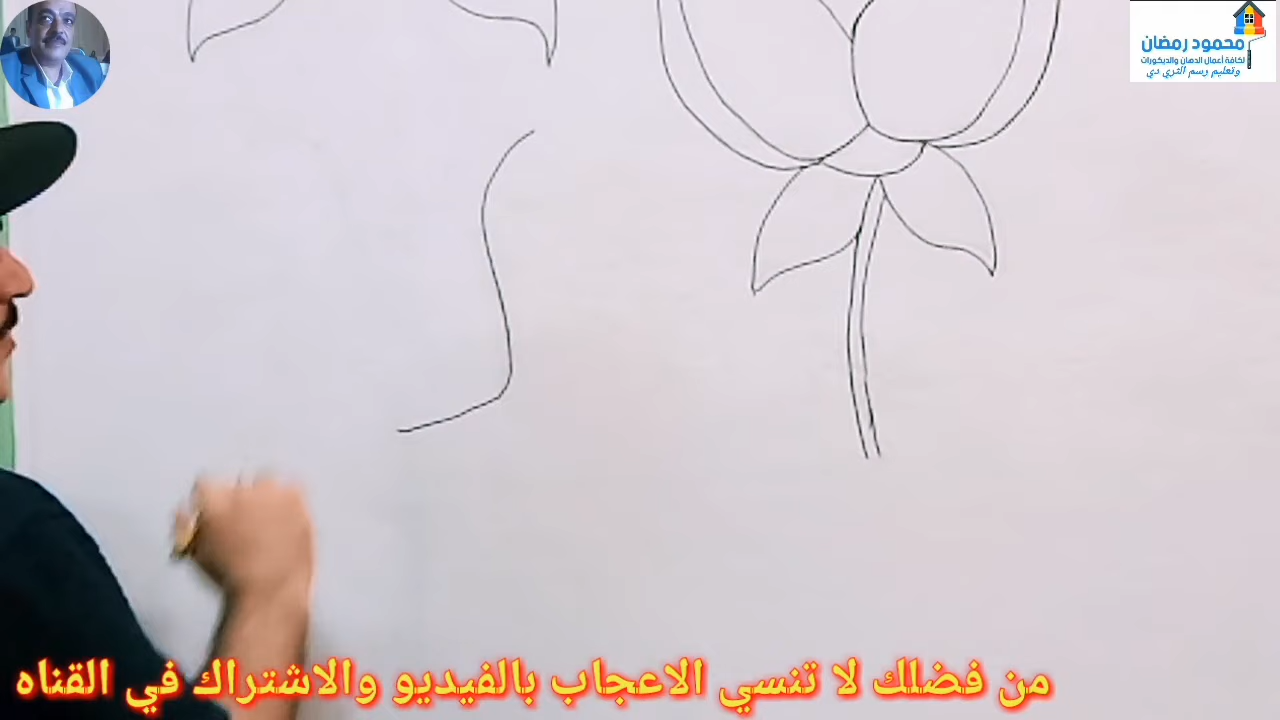 محمود رمضان
لكافة أعمال الدهان والديكورات
وتعليم رسم الثري دي
من فضلك لا تنسي الاعجاب بالفيديو والاشتراك في القناه